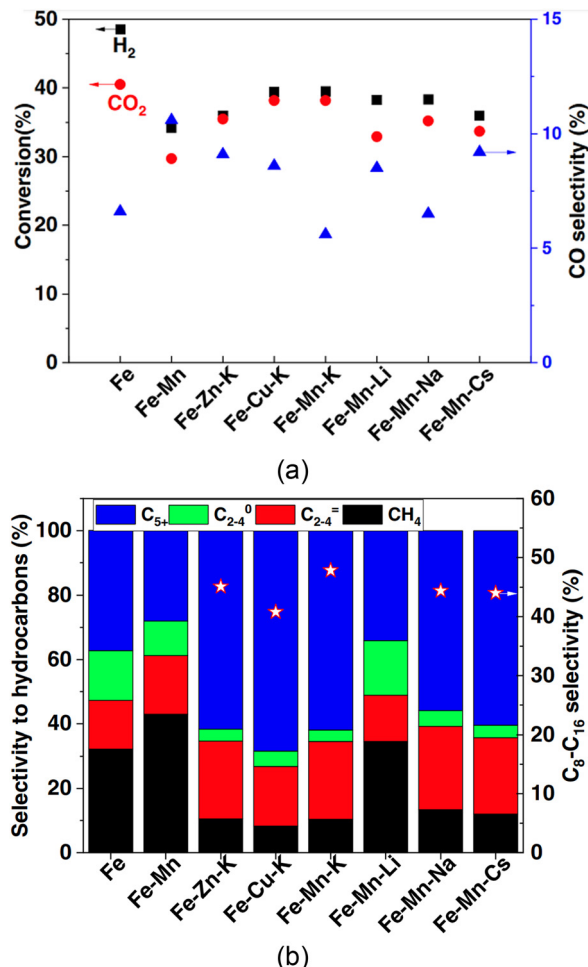 50
40
30
20
10
0
Conversion(%)
H₂
CO₂
15
10
5
0
CO selectivity (%)
Fe
Fe-Mn
Fe-Zn-K
Fe-Cu-K
Fe-Mn-K
Fe-Mn-Li
Fe-Mn-Na
Fe-Mn-Cs
(a)
C₅₊ C₂₋₄⁰ C₂₋₄⁼ CH₄
100
80
60
40
20
0
Selectivity to hydrocarbons (%)
60
50
40
30
20
10
0
C₈-C₁₆ selectivity (%)
Fe
Fe-Mn
Fe-Zn-K
Fe-Cu-K
Fe-Mn-K
Fe-Mn-Li
Fe-Mn-Na
Fe-Mn-Cs
(b)